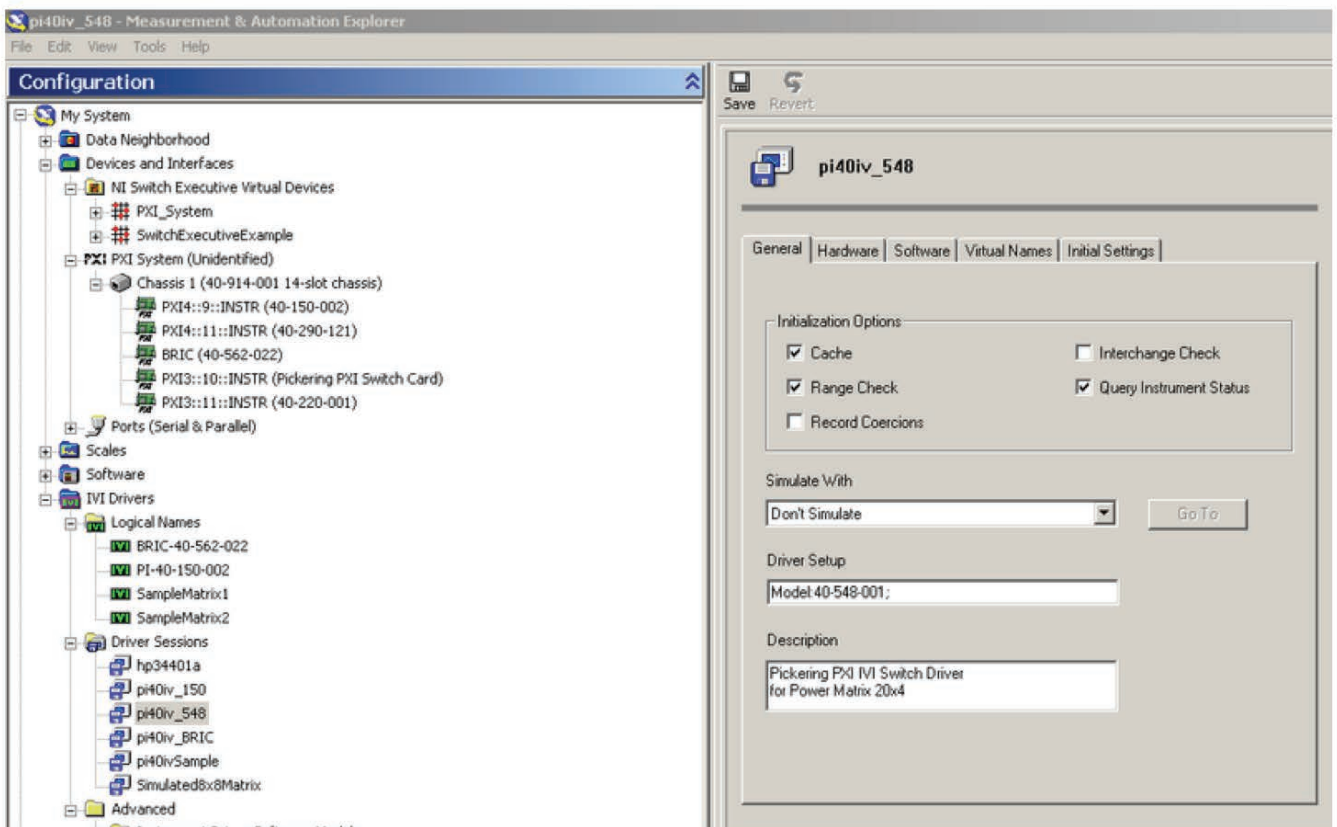 pi40iv_548 - Measurement & Automation Explorer
File Edit View Tools Help
Configuration
My System
Data Neighborhood
Devices and Interfaces
NI Switch Executive Virtual Devices
PXI_System
SwitchExecutiveExample
PXI PXI System (Unidentified)
Chassis 1 (40-914-001 14-slot chassis)
PXI4::9::INSTR (40-150-002)
PXI4::11::INSTR (40-290-121)
BRIC (40-562-022)
PXI3::10::INSTR (Pickering PXI Switch Card)
PXI3::11::INSTR (40-220-001)
Ports (Serial & Parallel)
Scales
Software
IVI Drivers
Logical Names
IVI BRIC-40-562-022
IVI PI-40-150-002
IVI SampleMatrix1
IVI SampleMatrix2
Driver Sessions
hp34401a
pi40iv_150
pi40iv_548
pi40iv_BRIC
pi40ivSample
Simulated8x8Matrix
Advanced
Save Revert
pi40iv_548
General Hardware Software Virtual Names Initial Settings
Initialization Options
Cache Interchange Check
Range Check Query Instrument Status
Record Coercions
Simulate With
Don't Simulate Go To
Driver Setup
Model:40-548-001;
Description
Pickering PXI IVI Switch Driver
for Power Matrix 20x4